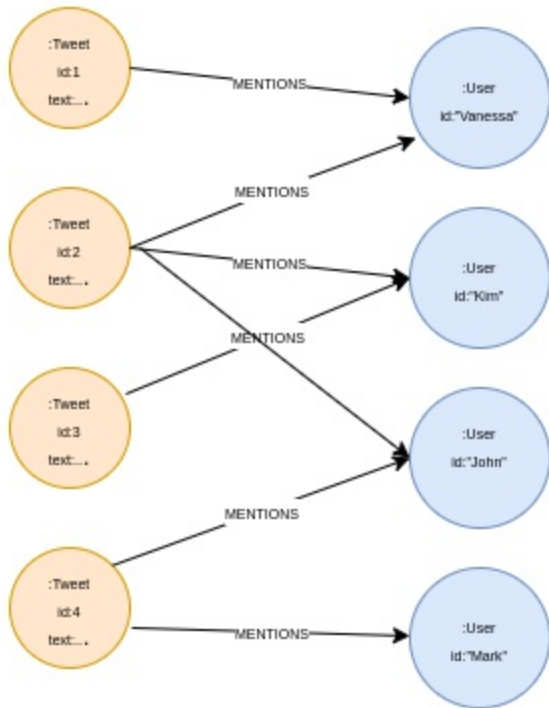 :Tweet
id:1
text:...
MENTIONS
:User
id:"Vanessa"
:Tweet
id:2
text:...
MENTIONS
MENTIONS
:User
id:"Kim"
MENTIONS
:Tweet
id:3
text:...
:User
id:"John"
MENTIONS
:Tweet
id:4
text:...
MENTIONS
:User
id:"Mark"